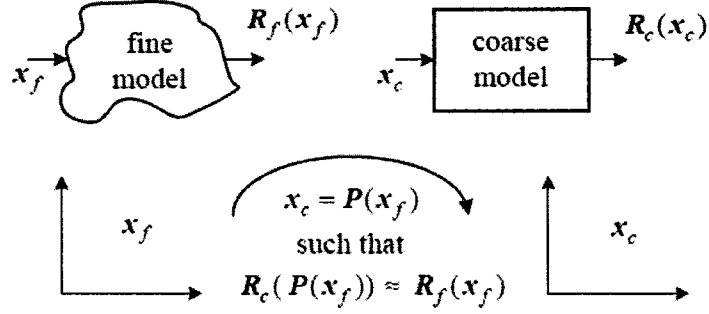 fine
model
x_f
R_f(x_f)
coarse
model
x_c
R_c(x_c)
x_f
x_c = P(x_f)
such that
R_c(P(x_f)) ≈ R_f(x_f)
x_c